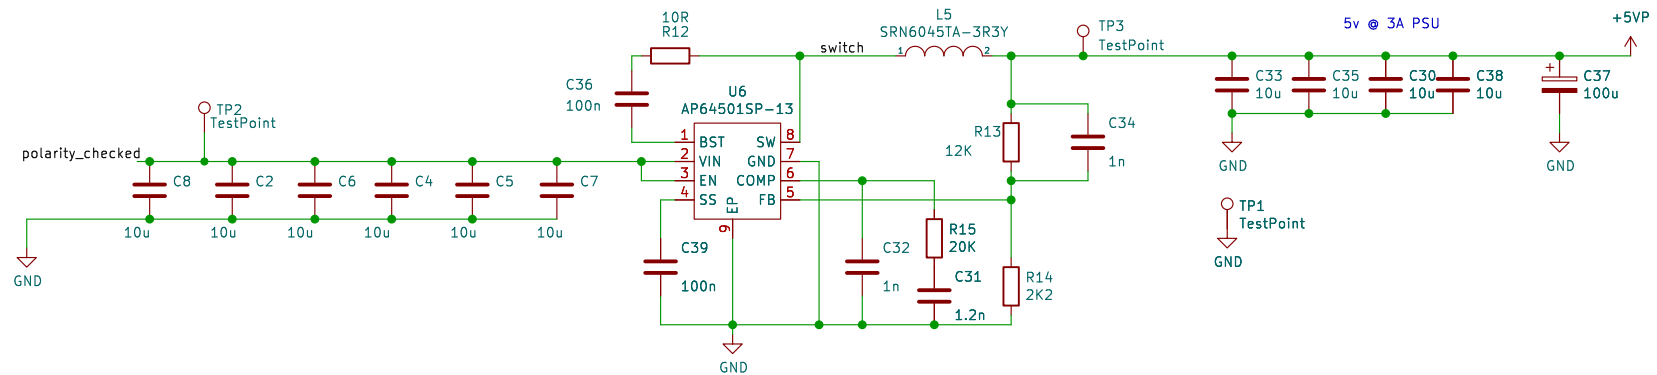 10R
R12
L5
SRN6045TA-3R3Y
5v @ 3A PSU
+5VP
switch
1
2
TP3
TestPoint
C36
100n
U6
AP64501SP-13
C33
10u
C35
10u
C30
10u
C38
10u
+
C37
100u
TP2
TestPoint
polarity_checked
1 BST
2 VIN
3 EN
4 SS
SW 8
GND 7
COMP 6
FB 5
EP
9
R13
12K
C34
1n
GND
GND
C8
C2
C6
C4
C5
C7
10u
10u
10u
10u
10u
10u
TP1
TestPoint
GND
C39
100n
C32
1n
R15
20K
C31
1.2n
R14
2K2
GND
GND